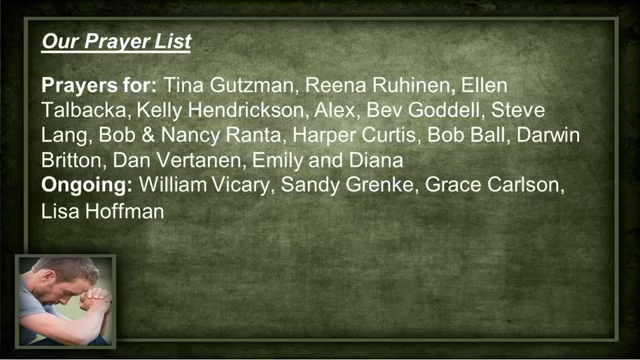 Our Prayer List
Prayers for: Tina Gutzman, Reena Ruhinen, Ellen
Talbacka, Kelly Hendrickson, Alex, Bev Goddell, Steve
Lang, Bob & Nancy Ranta, Harper Curtis, Bob Ball, Darwin
Britton, Dan Vertanen, Emily and Diana
Ongoing: William Vicary, Sandy Grenke, Grace Carlson,
Lisa Hoffman